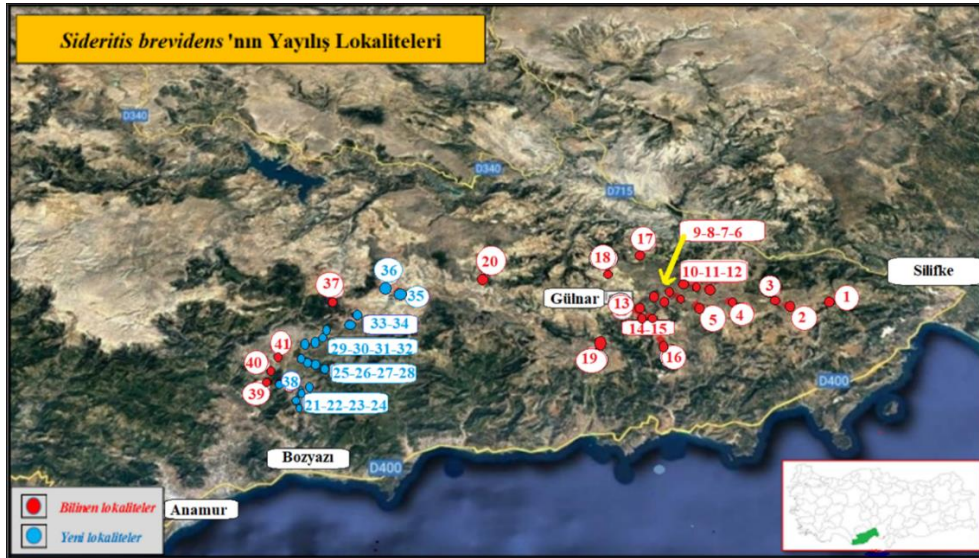 Sideritis brevidens'nın Yayılış Lokaliteleri
D340
D340
D715
9-8-7-6
17
36
20
18
10-11-12
Silifke
37
35
Gülnar
13
3
1
33-34
14-15
5
4
2
41
29-30-31-32
19
16
40
38
25-26-27-28
39
21-22-23-24
D400
Bozyazı
D400
Bilinen lokaliteler
Anamur
Yeni lokaliteler